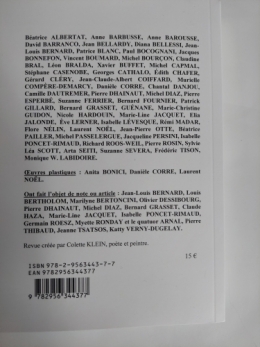 Béatrice ALBERTAT, Anne BARBUSSE, Anne BAROUSSE,
David BARRANCO, Jean BELLARDY, Diana BELLESSI, Jean-
Louis BERNARD, Patrice BLANC, Paul BOCOGNANI, Jacques
BONNEFON, Vincent BOUMARD, Michel BOURÇON, Claudine
BRAL, Léon BRALDA, Xavier BUFFET, Michel CAPMAL,
Stéphane CASENOBE, Georges CATHALO, Édith CHAFER,
Gérard CLÉRY, Jean-Claude-Albert COIFFARD, Murielle
COMPÈRE-DEMARCY, Danièle CORRE, Chantal DANJOU,
Camille DAUTREMER, Pierre DHAINAUT, Michel DIAZ, Pierre
ESPERBÉ, Suzanne FERRIER, Bernard FOURNIER, Patrick
GILLARD, Bernard GRASSET, GUÉNANE, Marie-Christine
GUIDON, Nicole HARDOUIN, Marie-Line JACQUET, Elia
JALONDE, Ève LERNER, Isabelle LÉVESQUE, Rémi MADAR,
Flore NÉLIN, Laurent NOËL, Jean-Pierre OTTE, Béatrice
PAILLER, Michel PASSELERGUE, Jacqueline PERSINI, Isabelle
PONCET-RIMAUD, Richard ROOS-WEIL, Pierre ROSIN, Sylvie
Léa SCOTT, Arta SEITI, Suzanne SEVERA, Frédéric TISON,
Monique W. LABIDOIRE.
Œuvres plastiques : Anita BONICI, Danièle CORRE, Laurent
NOËL.
Ont fait l'objet de note ou article : Jean-Louis BERNARD, Louis
BERTHOLOM, Marilyne BERTONCINI, Olivier DESSIBOURG,
Pierre DHAINAUT, Michel DIAZ, Bernard GRASSET, Claude
HAZA, Marie-Line JACQUET, Isabelle PONCET-RIMAUD,
Germain ROESZ, Myette RONDAY et le quatuor ARNAL, Pierre
THIBAUD, Jeanne TSATSOS, Katty VERNY-DUGELAY.
Revue créée par Colette KLEIN, poète et peintre.
15 €
ISBN 978-2-9563443-7-7
EAN 9782956344377
9 782956 344377